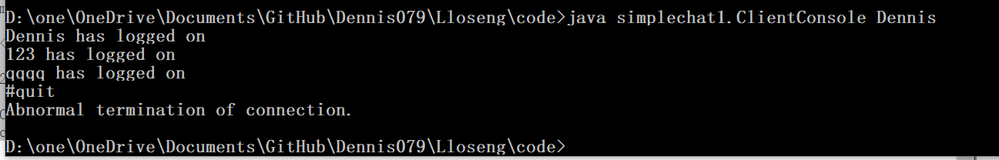 D:\one\OneDrive\Documents\GitHub\Dennis079\Lloseng\code>java simplechat1.ClientConsole Dennis
Dennis has logged on
123 has logged on
qqqq has logged on
#quit
Abnormal termination of connection.
D:\one\OneDrive\Documents\GitHub\Dennis079\Lloseng\code>